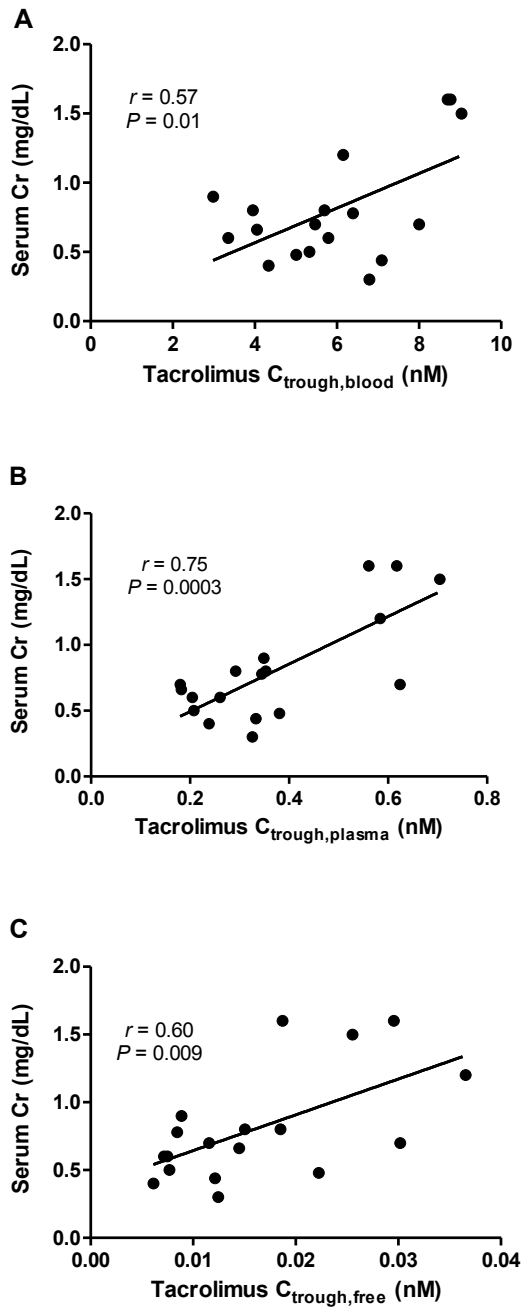 A
2.0
1.5
1.0
0.5
0.0
Serum Cr (mg/dL)
r = 0.57
P = 0.01
0 2 4 6 8 10
Tacrolimus Ctrough,blood (nM)
B
2.0
1.5
1.0
0.5
0.0
Serum Cr (mg/dL)
r = 0.75
P = 0.0003
0.0 0.2 0.4 0.6 0.8
Tacrolimus Ctrough,plasma (nM)
C
2.0
1.5
1.0
0.5
0.0
Serum Cr (mg/dL)
r = 0.60
P = 0.009
0.00 0.01 0.02 0.03 0.04
Tacrolimus Ctrough,free (nM)